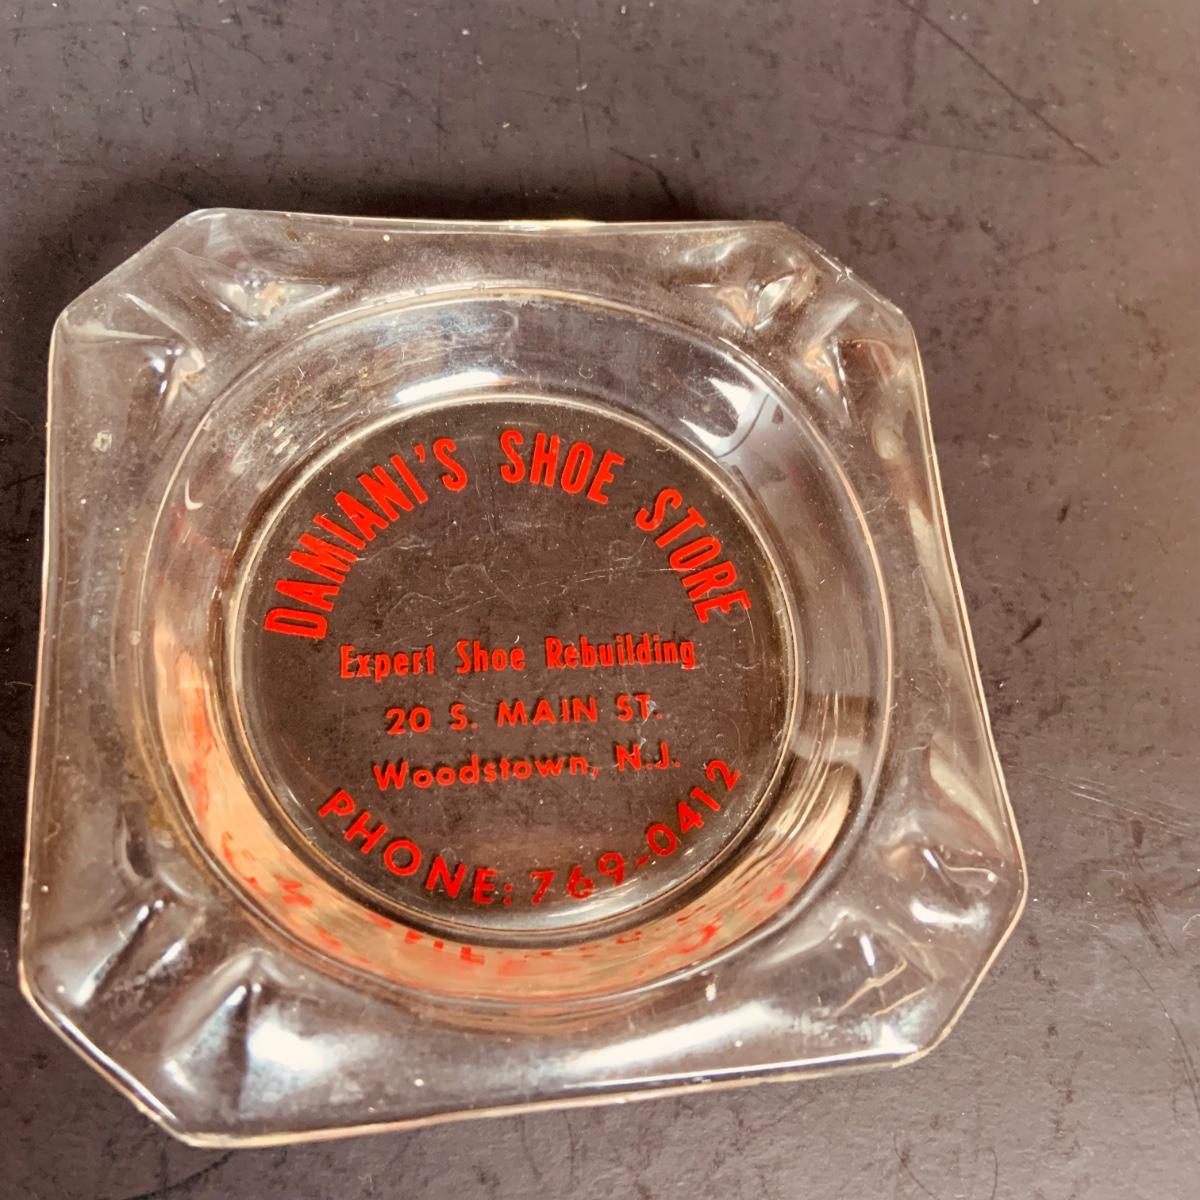 DAMIANI'S SHOE STORE
Expert Shoe Rebuilding
20 S. MAIN ST.
Woodstown, N.J.
PHONE: 769-0412